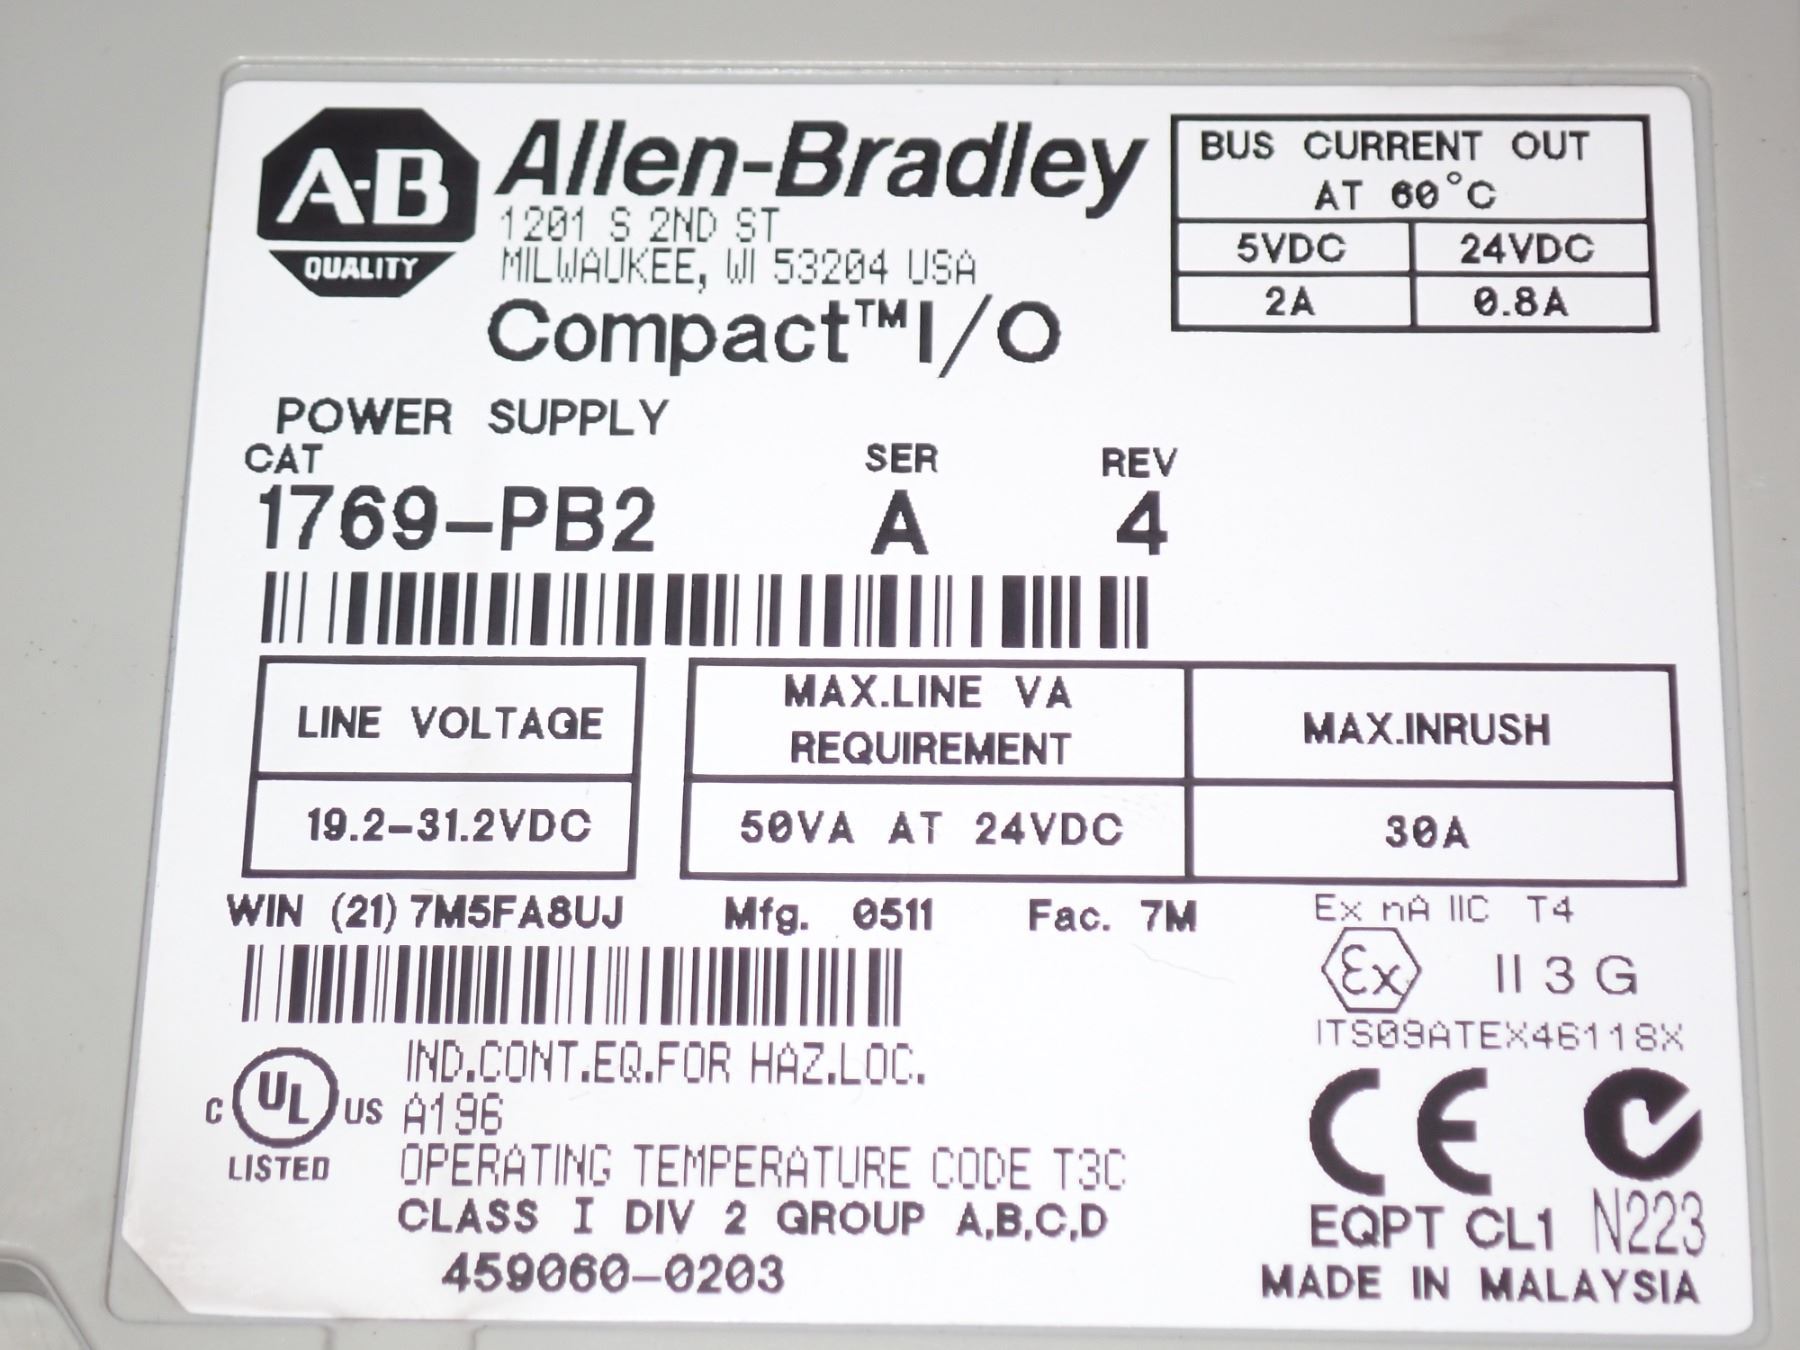 A-B
QUALITY
Allen-Bradley
1201 S 2ND ST
MILWAUKEE, WI 53204 USA
Compact™I/O
BUS CURRENT OUT
AT 60°C
5VDC 24VDC
2A 0.8A
POWER SUPPLY
CAT SER REV
1769-PB2 A 4
LINE VOLTAGE
19.2-31.2VDC
MAX.LINE VA
REQUIREMENT
MAX.INRUSH
50VA AT 24VDC 30A
WIN (21) 7M5FA8UJ Mfg. 0511 Fac. 7M
Ex nA IIC T4
Ex II 3 G
ITS09ATEX46118X
C UL US
LISTED
IND.CONT.EQ.FOR HAZ.LOC.
A196
OPERATING TEMPERATURE CODE T3C
CLASS I DIV 2 GROUP A,B,C,D
459060-0203
CE
EQPT CL1 N223
MADE IN MALAYSIA